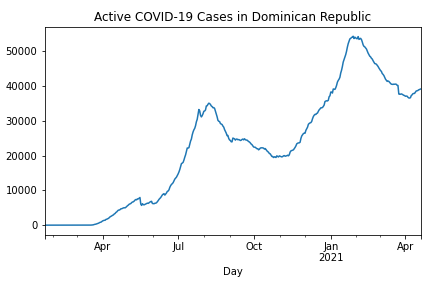 Active COVID-19 Cases in Dominican Republic
50000
40000
30000
20000
10000
0
Apr
Jul
Oct
Jan
2021
Apr
Day